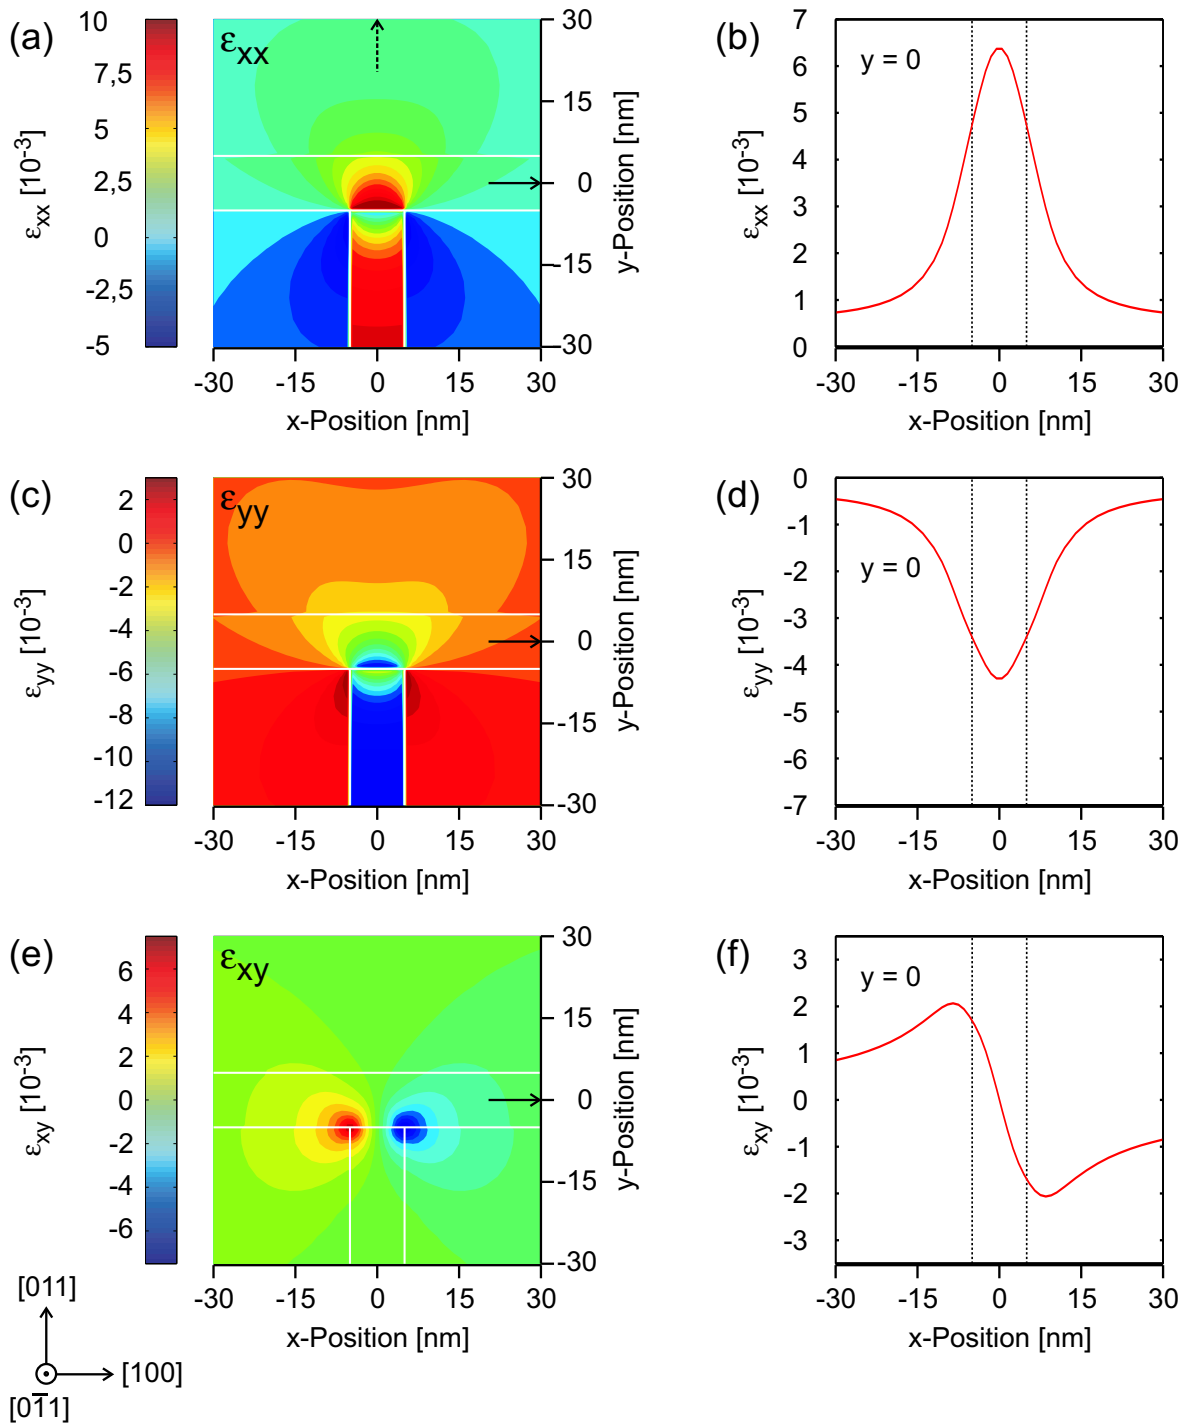 (a)
εxx [10-3]
10
7,5
5
2,5
0
-2,5
-5
εxx
30
15
0
-15
-30
y-Position [nm]
-30 -15 0 15 30
x-Position [nm]
(b)
εxx [10-3]
7
6
5
4
3
2
1
0
y = 0
-30 -15 0 15 30
x-Position [nm]
(c)
εyy [10-3]
2
0
-2
-4
-6
-8
-10
-12
εyy
30
15
0
-15
-30
y-Position [nm]
-30 -15 0 15 30
x-Position [nm]
(d)
εyy [10-3]
0
-1
-2
-3
-4
-5
-6
-7
y = 0
-30 -15 0 15 30
x-Position [nm]
(e)
εxy [10-3]
6
4
2
0
-2
-4
-6
εxy
30
15
0
-15
-30
y-Position [nm]
-30 -15 0 15 30
x-Position [nm]
(f)
εxy [10-3]
3
2
1
0
-1
-2
-3
y = 0
-30 -15 0 15 30
x-Position [nm]
[011]
[100]
[01̅1]